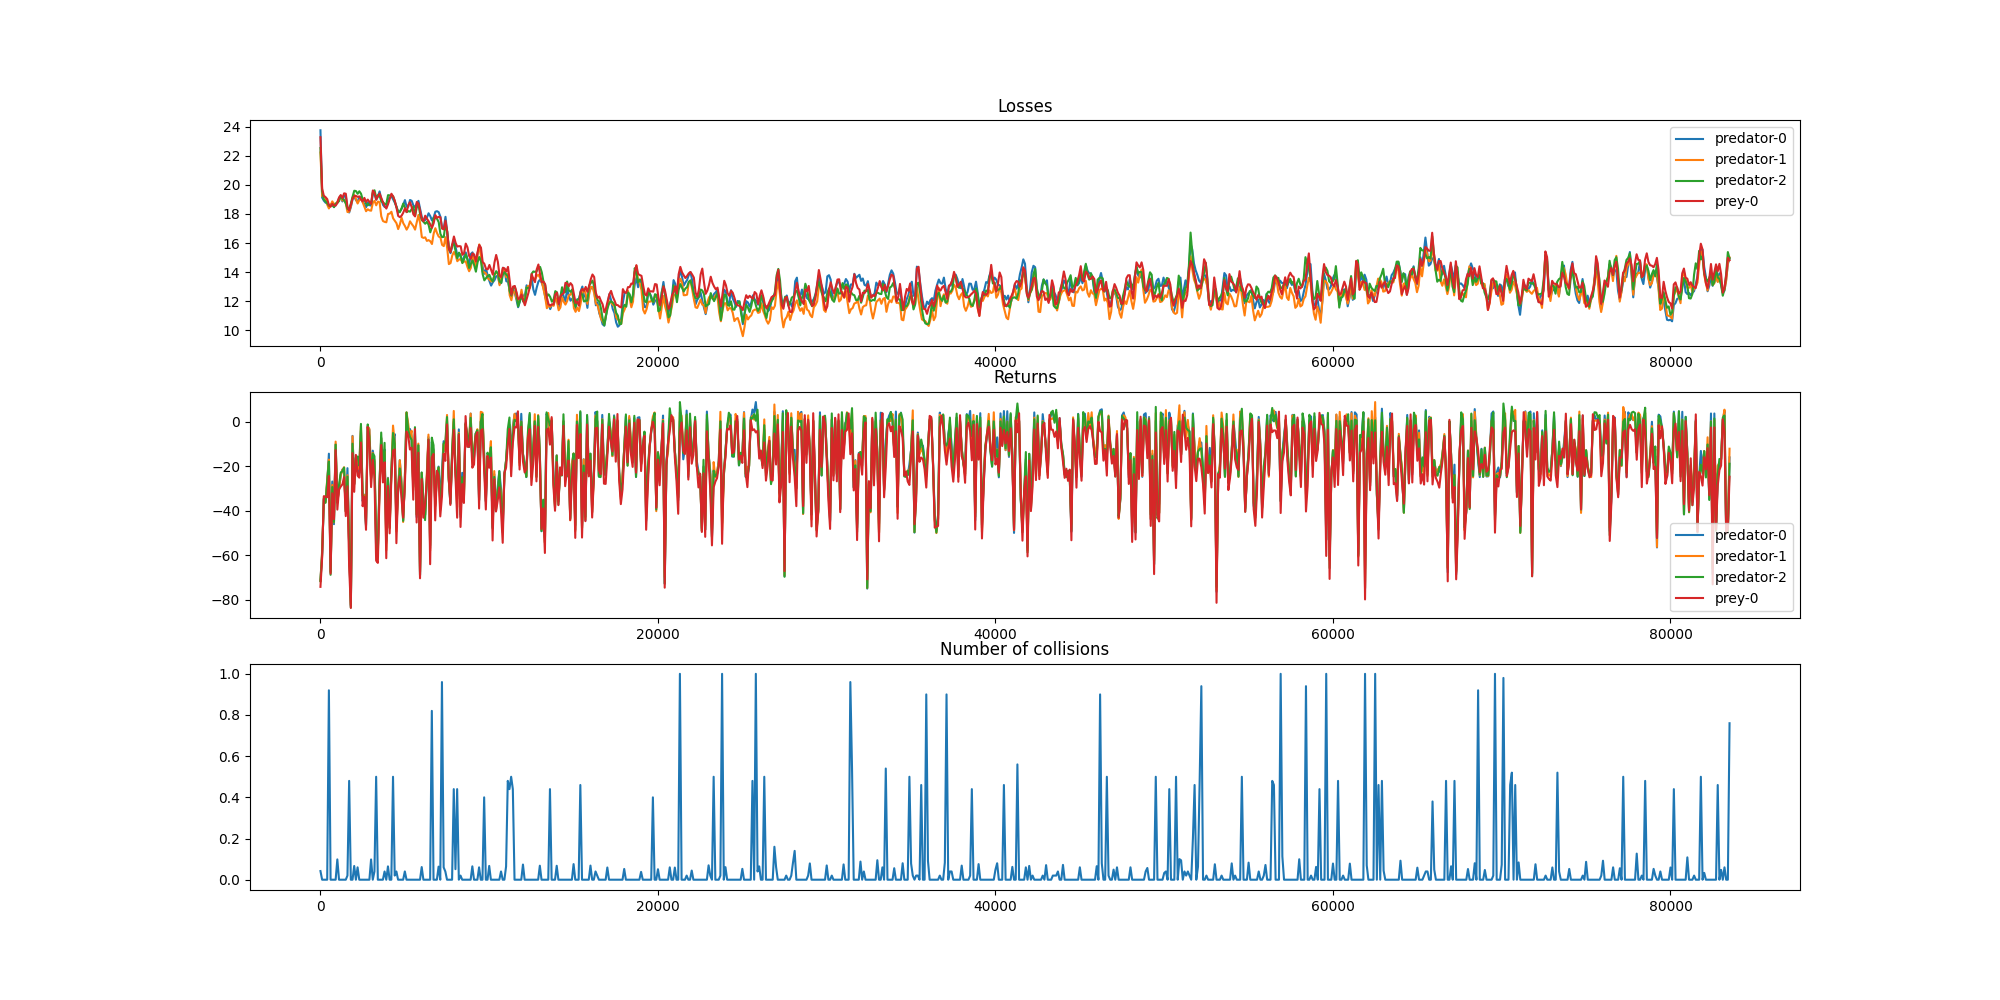 Losses
24
22
20
18
16
14
12
10
predator-0
predator-1
predator-2
prey-0
0 20000 40000 60000 80000
Returns
0
−20
−40
−60
−80
predator-0
predator-1
predator-2
prey-0
0 20000 40000 60000 80000
Number of collisions
1.0
0.8
0.6
0.4
0.2
0.0
0 20000 40000 60000 80000